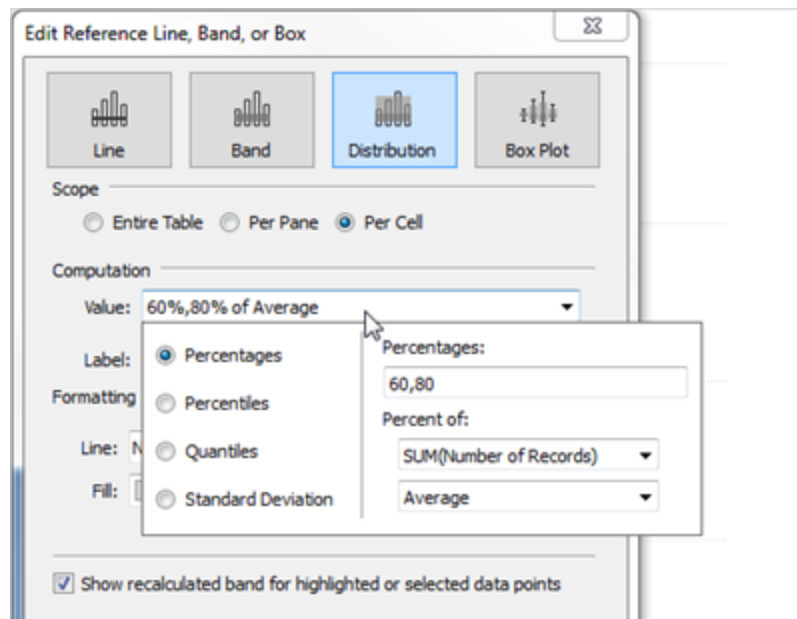 Edit Reference Line, Band, or Box
Line Band Distribution Box Plot
Scope
Entire Table Per Pane Per Cell
Computation
Value: 60%,80% of Average
Label:
Percentages
Percentiles
Quantiles
Standard Deviation
Percentages:
60,80
Percent of:
SUM(Number of Records)
Average
Formatting
Line: N
Fill:
Show recalculated band for highlighted or selected data points